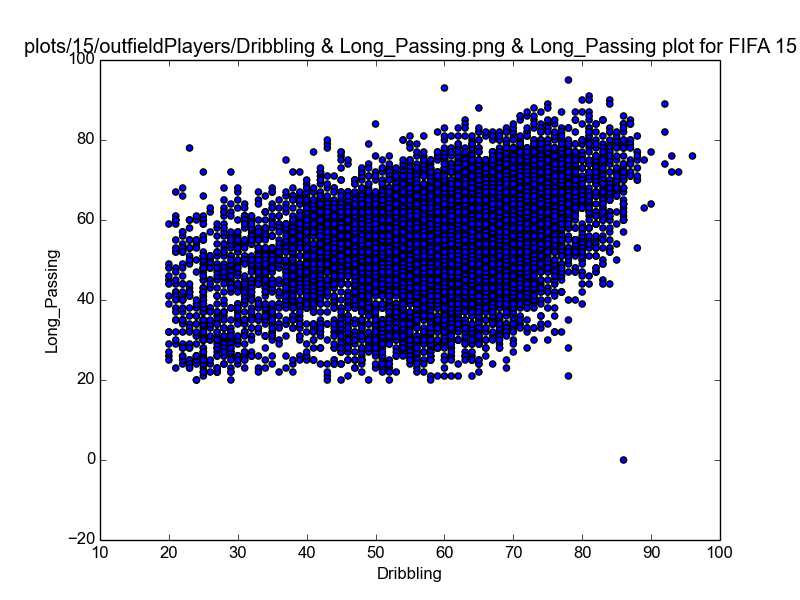 plots/15/outfieldPlayers/Dribbling & Long_Passing.png & Long_Passing plot for FIFA 15
100
80
60
40
20
0
−20
Long_Passing
10 20 30 40 50 60 70 80 90 100
Dribbling